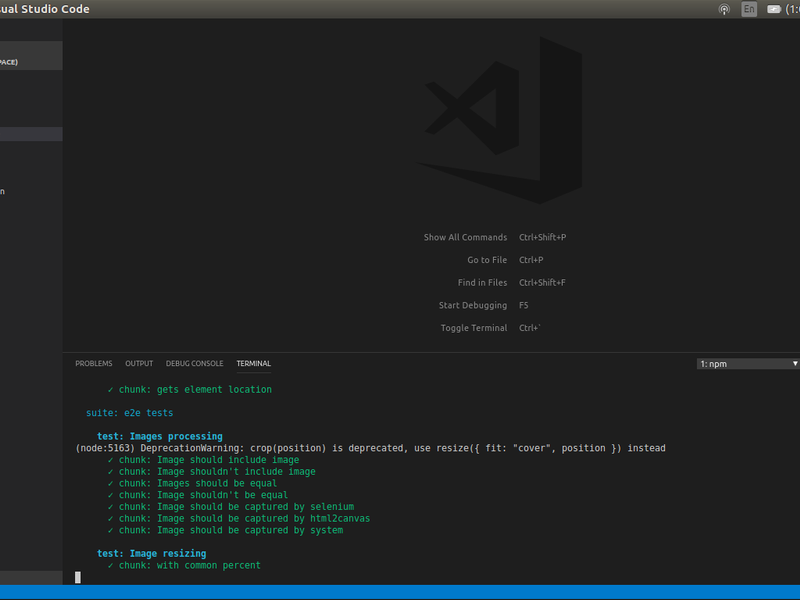 ual Studio Code
En
(1:0
PACE)
n
Show All Commands Ctrl+Shift+P
Go to File Ctrl+P
Find in Files Ctrl+Shift+F
Start Debugging F5
Toggle Terminal Ctrl+`
PROBLEMS OUTPUT DEBUG CONSOLE TERMINAL 1: npm
✓ chunk: gets element location
suite: e2e tests
test: Images processing
(node:5163) DeprecationWarning: crop(position) is deprecated, use resize({ fit: "cover", position }) instead
✓ chunk: Image should include image
✓ chunk: Image shouldn't include image
✓ chunk: Images should be equal
✓ chunk: Image shouldn't be equal
✓ chunk: Image should be captured by selenium
✓ chunk: Image should be captured by html2canvas
✓ chunk: Image should be captured by system
test: Image resizing
✓ chunk: with common percent